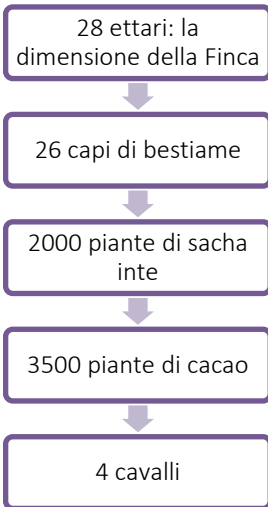 28 ettari: la
dimensione della Finca
26 capi di bestiame
2000 piante di sacha
inte
3500 piante di cacao
4 cavalli